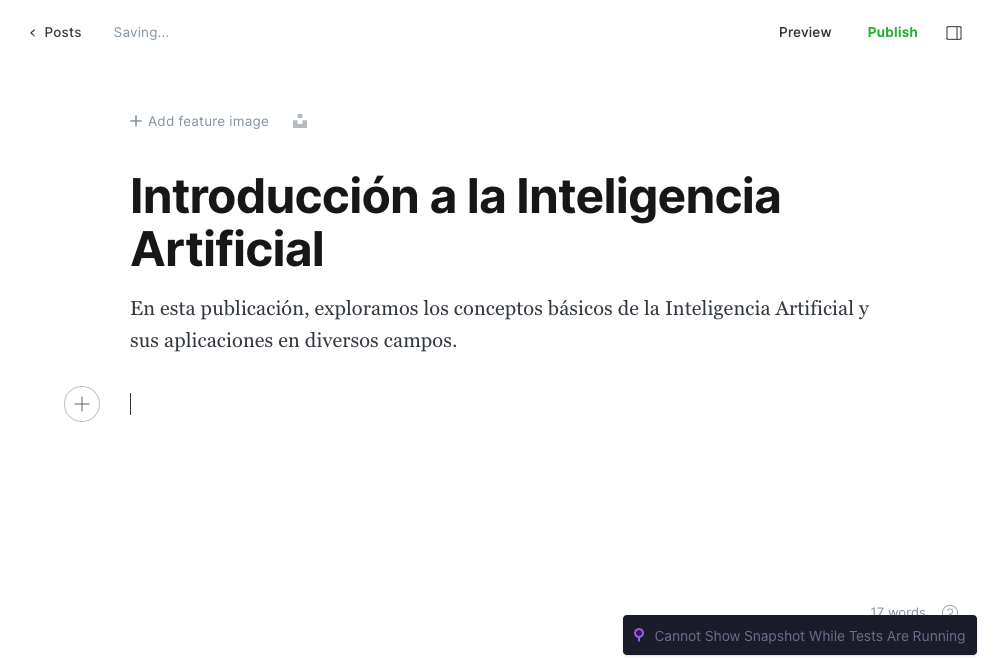 Posts
Saving...
Preview
Publish
Add feature image
Introducción a la Inteligencia
Artificial
En esta publicación, exploramos los conceptos básicos de la Inteligencia Artificial y
sus aplicaciones en diversos campos.
17 words
Cannot Show Snapshot While Tests Are Running